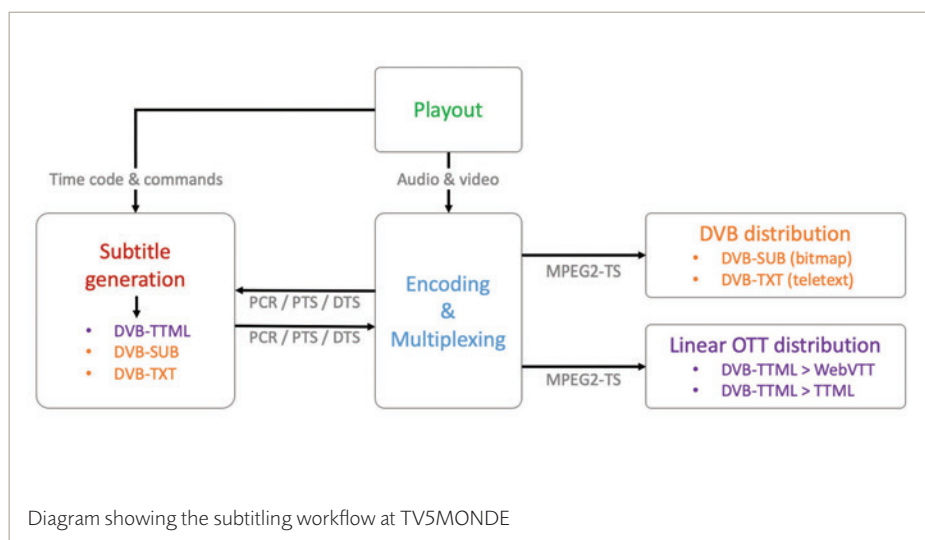 Playout
Time code & commands
Audio & video
Subtitle
generation
• DVB-TTML
• DVB-SUB
• DVB-TXT
PCR / PTS / DTS
PCR / PTS / DTS
Encoding
&
Multiplexing
MPEG2-TS
MPEG2-TS
DVB distribution
• DVB-SUB (bitmap)
• DVB-TXT (teletext)
Linear OTT distribution
• DVB-TTML > WebVTT
• DVB-TTML > TTML
Diagram showing the subtitling workflow at TV5MONDE